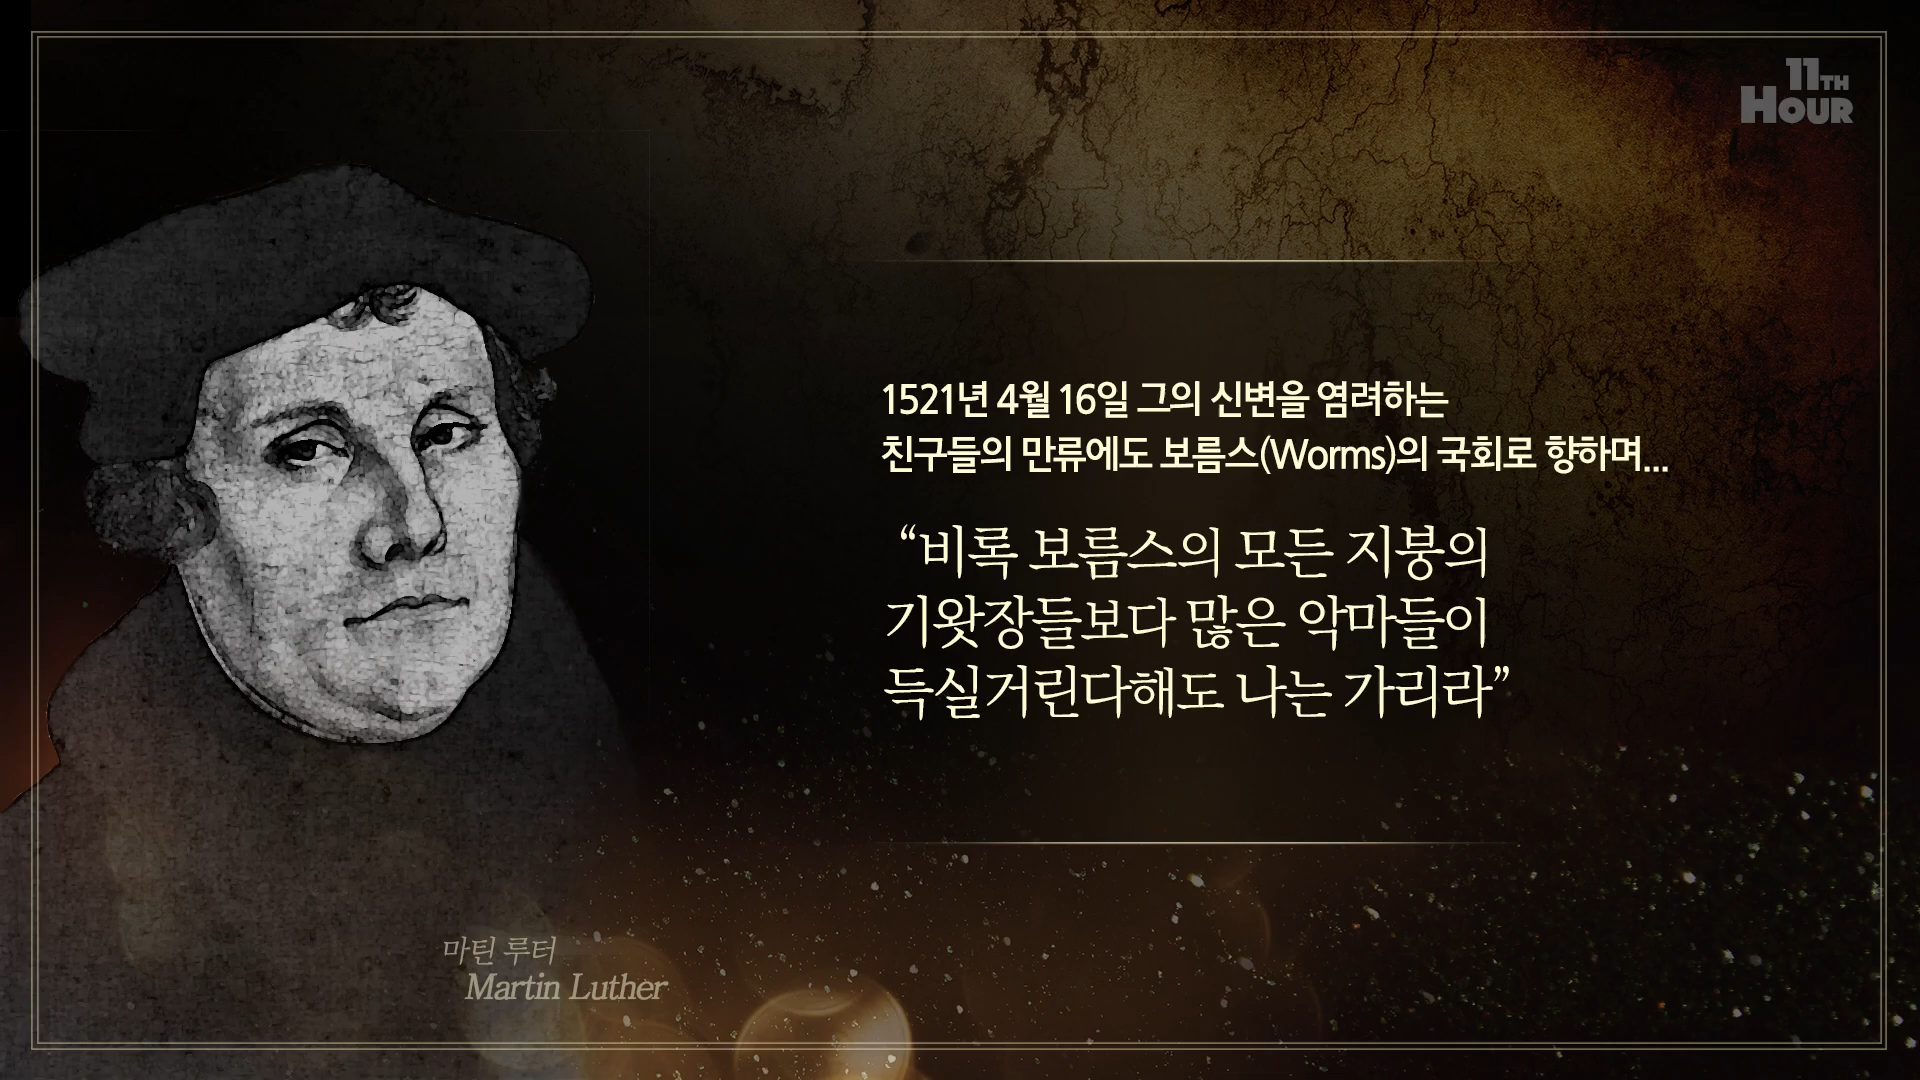 11TH
HOUR
1521년 4월 16일 그의 신변을 염려하는
친구들의 만류에도 보름스(Worms)의 국회로 향하며...
“비록 보름스의 모든 지붕의
기왓장들보다 많은 악마들이
득실거린다해도 나는 가리라”
마틴 루터
Martin Luther